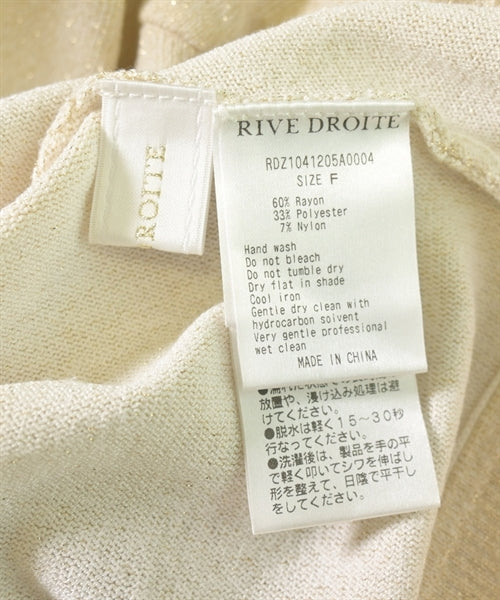 ROITE
RIVE DROITE
RDZ1041205A0004
SIZE F
60% Rayon
33% Polyester
7% Nylon
Hand wash
Do not bleach
Do not tumble dry
Dry flat in shade
Cool iron
Gentle dry clean with
hydrocarbon solvent
Very gentle professional
wet clean
MADE IN CHINA
放置や、浸け込み処理は避
けてください。
●脱水は軽く15〜30秒
行なってください。
●洗濯後は、製品を手の平
で軽く叩いてシワを伸ばし
形を整えて、日陰で平干し
をしてください。